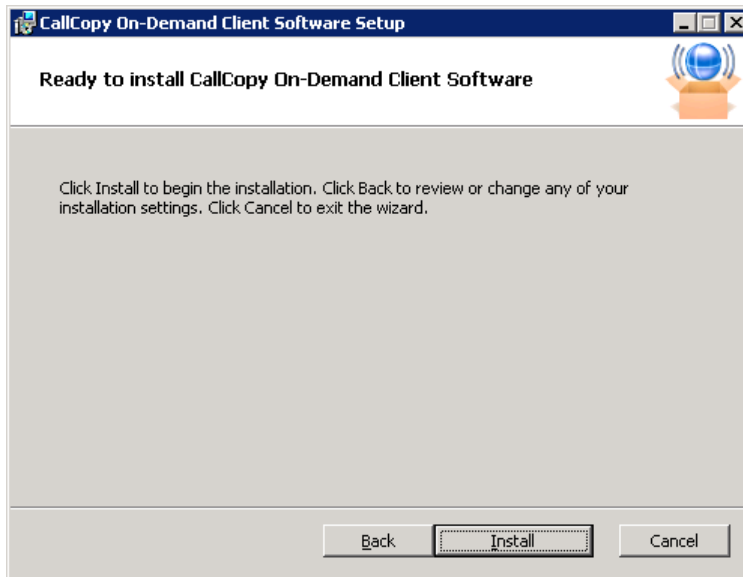 CallCopy On-Demand Client Software Setup
Ready to install CallCopy On-Demand Client Software
Click Install to begin the installation. Click Back to review or change any of your
installation settings. Click Cancel to exit the wizard.
Back Install Cancel